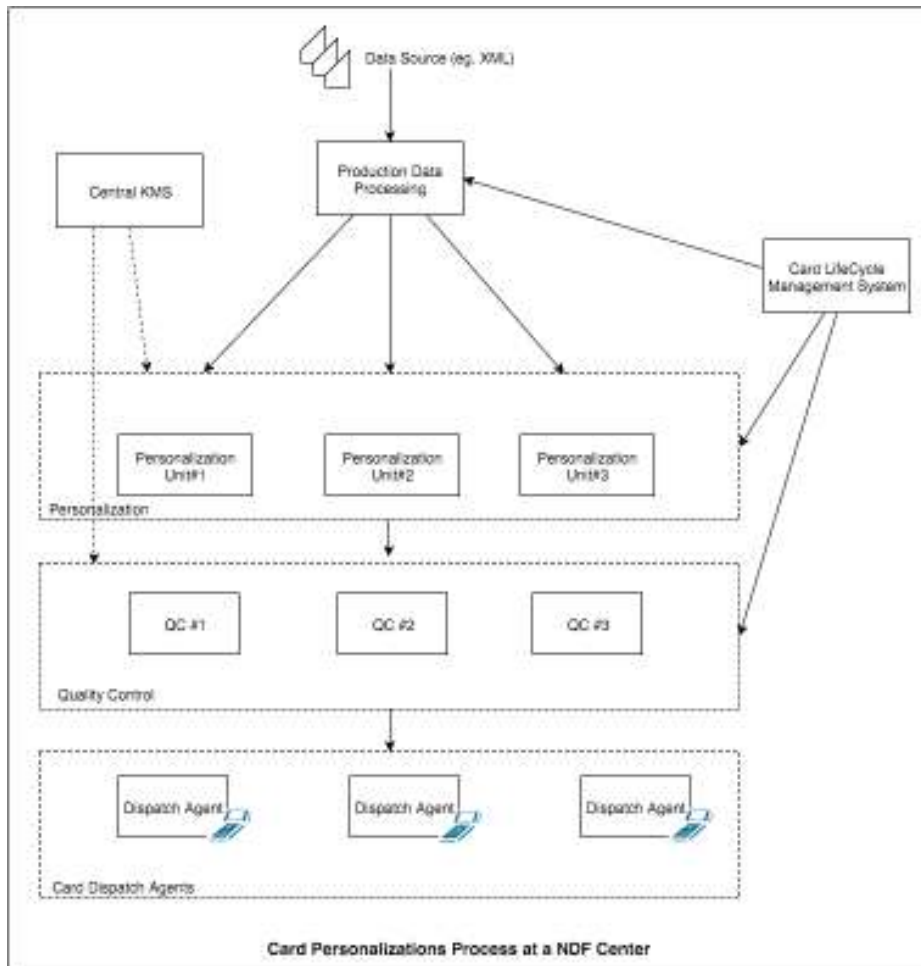 Data Source (eg. XML)
Production Data
Processing
Central KMS
Card LifeCycle
Management System
Personalization
Unit#1
Personalization
Unit#2
Personalization
Unit#3
Personalization
QC #1
QC #2
QC #3
Quality Control
Dispatch Agent
Dispatch Agent
Dispatch Agent
Card Dispatch Agents
Card Personalizations Process at a NDF Center